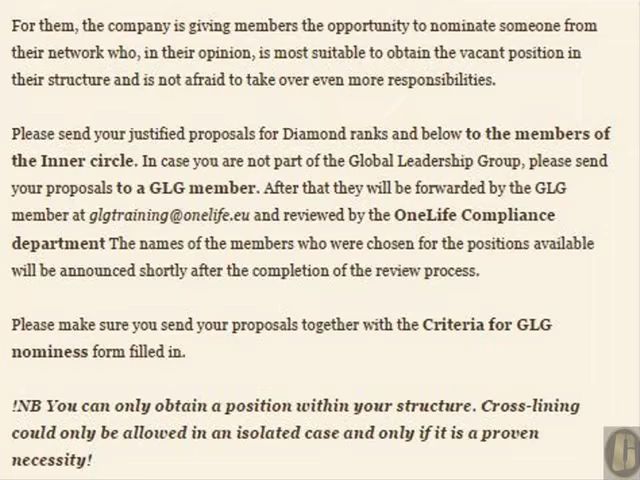 For them, the company is giving members the opportunity to nominate someone from
their network who, in their opinion, is most suitable to obtain the vacant position in
their structure and is not afraid to take over even more responsibilities.
Please send your justified proposals for Diamond ranks and below to the members of
the Inner circle. In case you are not part of the Global Leadership Group, please send
your proposals to a GLG member. After that they will be forwarded by the GLG
member at glgtraining@onelife.eu and reviewed by the OneLife Compliance
department The names of the members who were chosen for the positions available
will be announced shortly after the completion of the review process.
Please make sure you send your proposals together with the Criteria for GLG
nominess form filled in.
!NB You can only obtain a position within your structure. Cross-lining
could only be allowed in an isolated case and only if it is a proven
necessity!